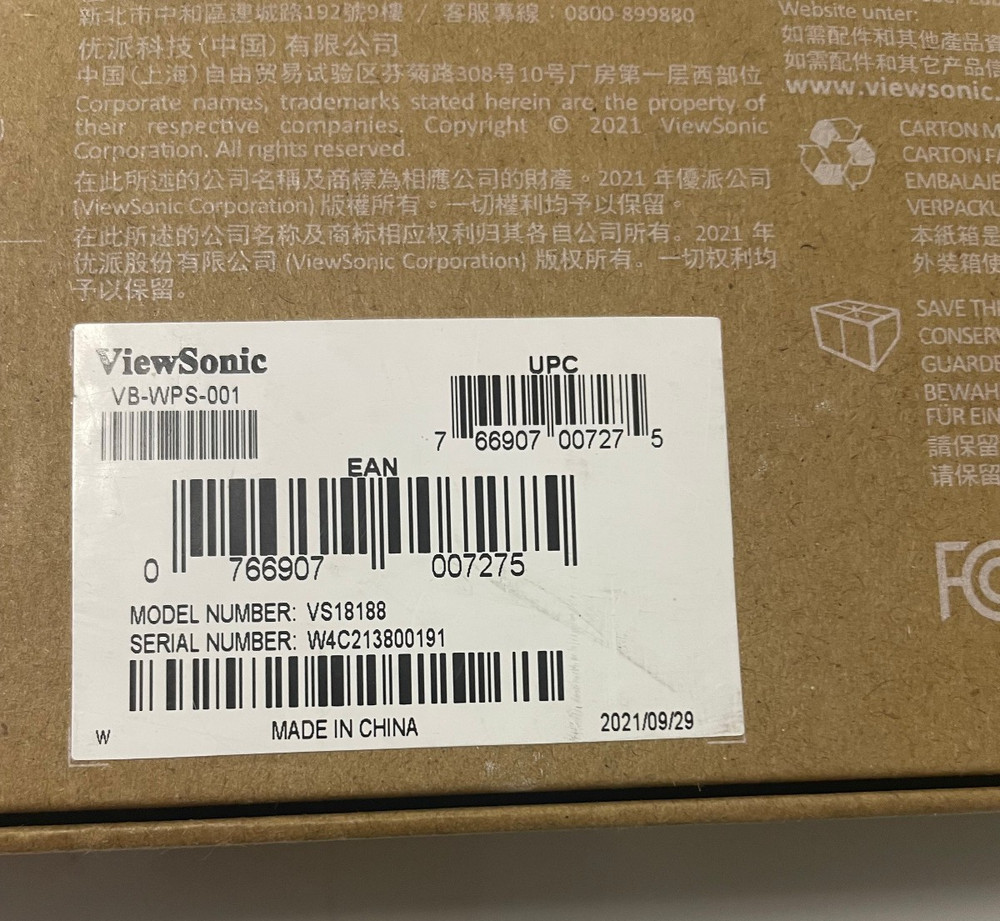 新北市中和區連城路192號9樓 / 客服專線：0800-899880
优派科技(中国)有限公司
中国(上海)自由贸易试验区芬菊路308号10号厂房第一层西部位
Corporate names, trademarks stated herein are the property of
their respective companies. Copyright © 2021 ViewSonic
Corporation. All rights reserved.
在此所述的公司名稱及商標為相應公司的財產。2021 年優派公司
(ViewSonic Corporation) 版權所有。一切權利均予以保留。
在此所述的公司名称及商标相应权利归其各自公司所有。2021 年
优派股份有限公司 (ViewSonic Corporation) 版权所有。一切权利均
予以保留。
Website unter:
如需配件和其他產品資
如需配件和其它产品信
www.viewsonic.
CARTON M
CARTON FA
EMBALAJE
VERPACKU
本紙箱是
外装箱使
SAVE TH
CONSERV
GUARDE
BEWAH
FÜR EIN
請保留
请保留
FC
ViewSonic
VB-WPS-001
UPC
7 66907 00727 5
EAN
0 766907 007275
MODEL NUMBER: VS18188
SERIAL NUMBER: W4C213800191
W
MADE IN CHINA
2021/09/29